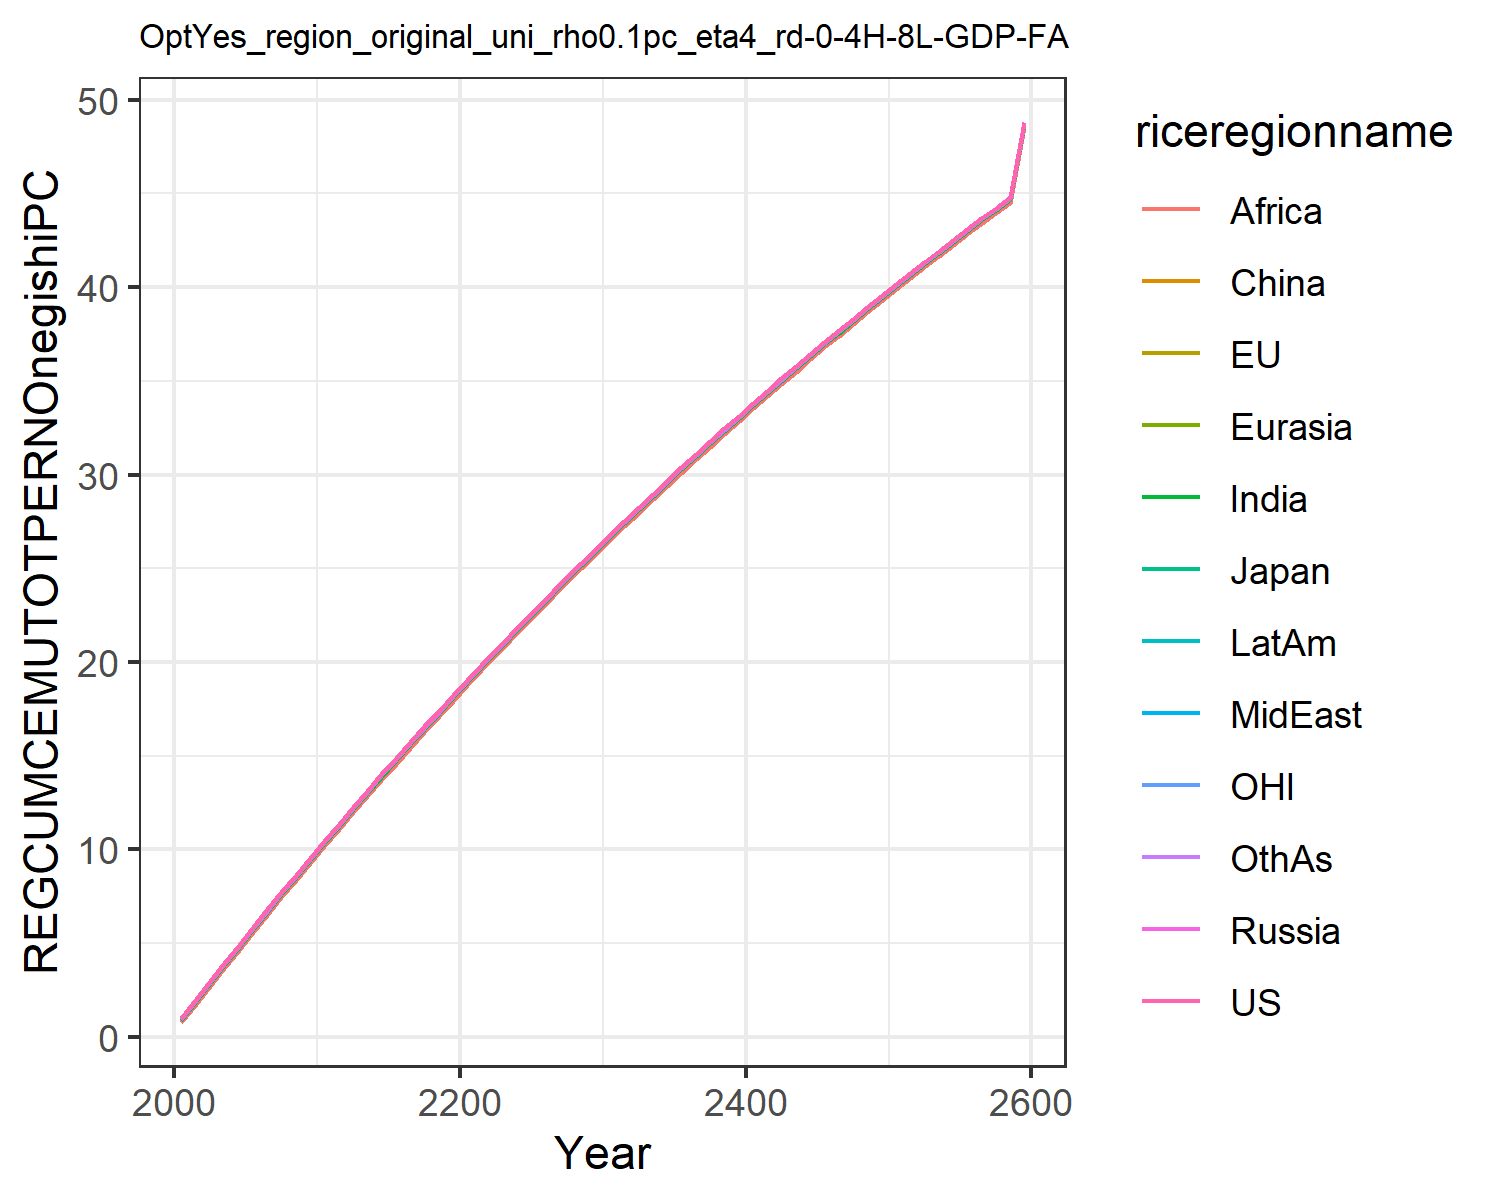 OptYes_region_original_uni_rho0.1pc_eta4_rd-0-4H-8L-GDP-FA
REGCUMCEMUTOTPERNOnegishiPC
50
40
30
20
10
0
2000 2200 2400 2600
Year
riceregionname
Africa
China
EU
Eurasia
India
Japan
LatAm
MidEast
OHI
OthAs
Russia
US